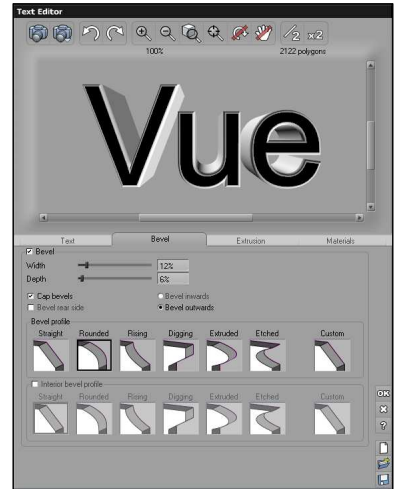 Text Editor
/2 x2
100% 2122 polygons
Vue
Text Bevel Extrusion Materials
Bevel
Width 12%
Depth 6%
Cap bevels Bevel inwards
Bevel rear side Bevel outwards
Bevel profile
Straight Rounded Rising Digging Extruded Etched Custom
Interior bevel profile
Straight Rounded Rising Digging Extruded Etched Custom
OK
?